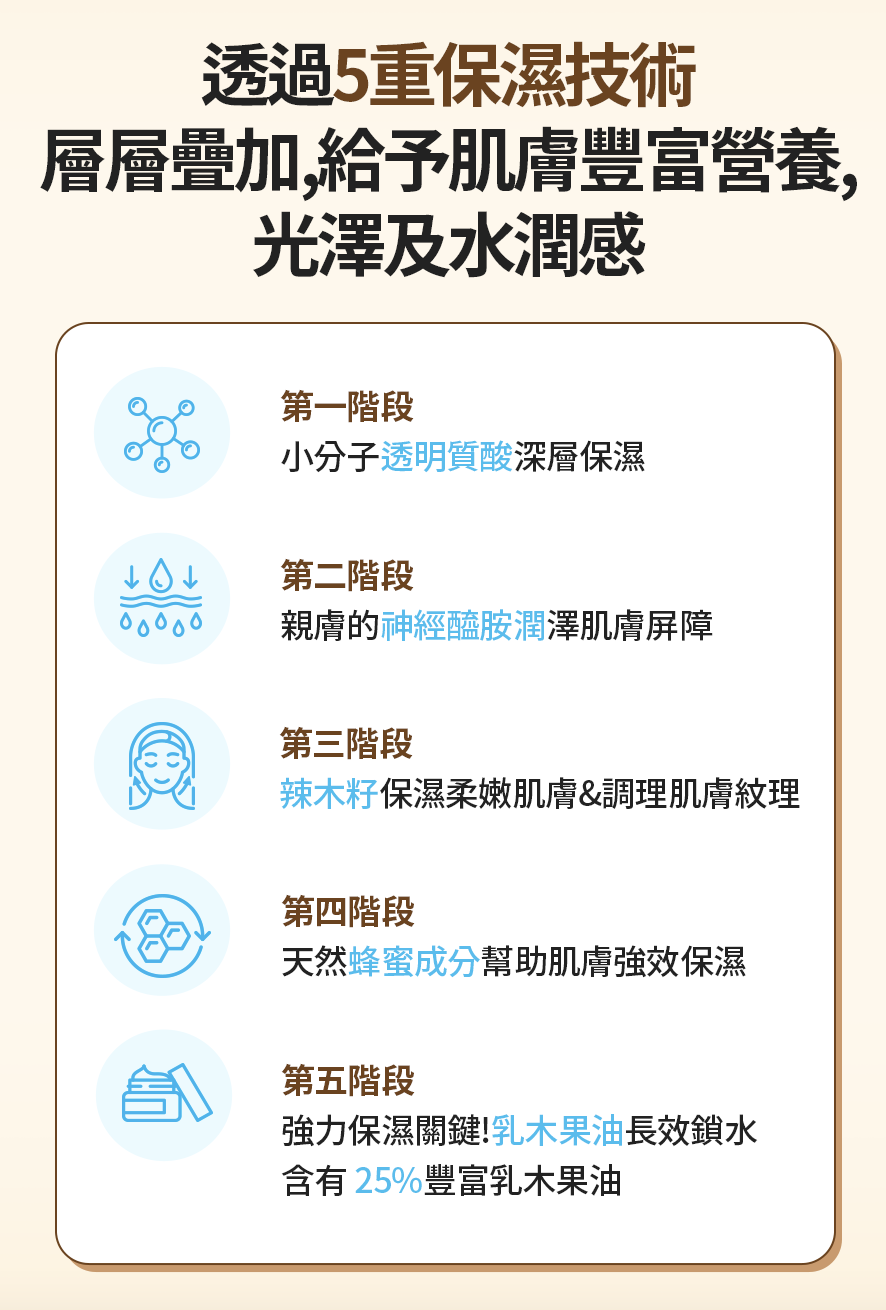 透過5重保濕技術
層層疊加,給予肌膚豐富營養,
光澤及水潤感
第一階段
小分子透明質酸深層保濕
第二階段
親膚的神經醯胺潤澤肌膚屏障
第三階段
辣木籽保濕柔嫩肌膚&調理肌膚紋理
第四階段
天然蜂蜜成分幫助肌膚強效保濕
第五階段
強力保濕關鍵!乳木果油長效鎖水
含有 25%豐富乳木果油